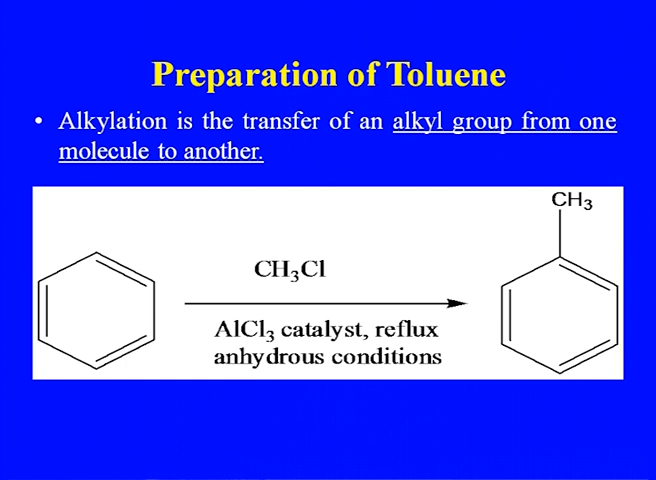 Preparation of Toluene
• Alkylation is the transfer of an alkyl group from one
molecule to another.
CH3
CH3Cl
AlCl3 catalyst, reflux
anhydrous conditions